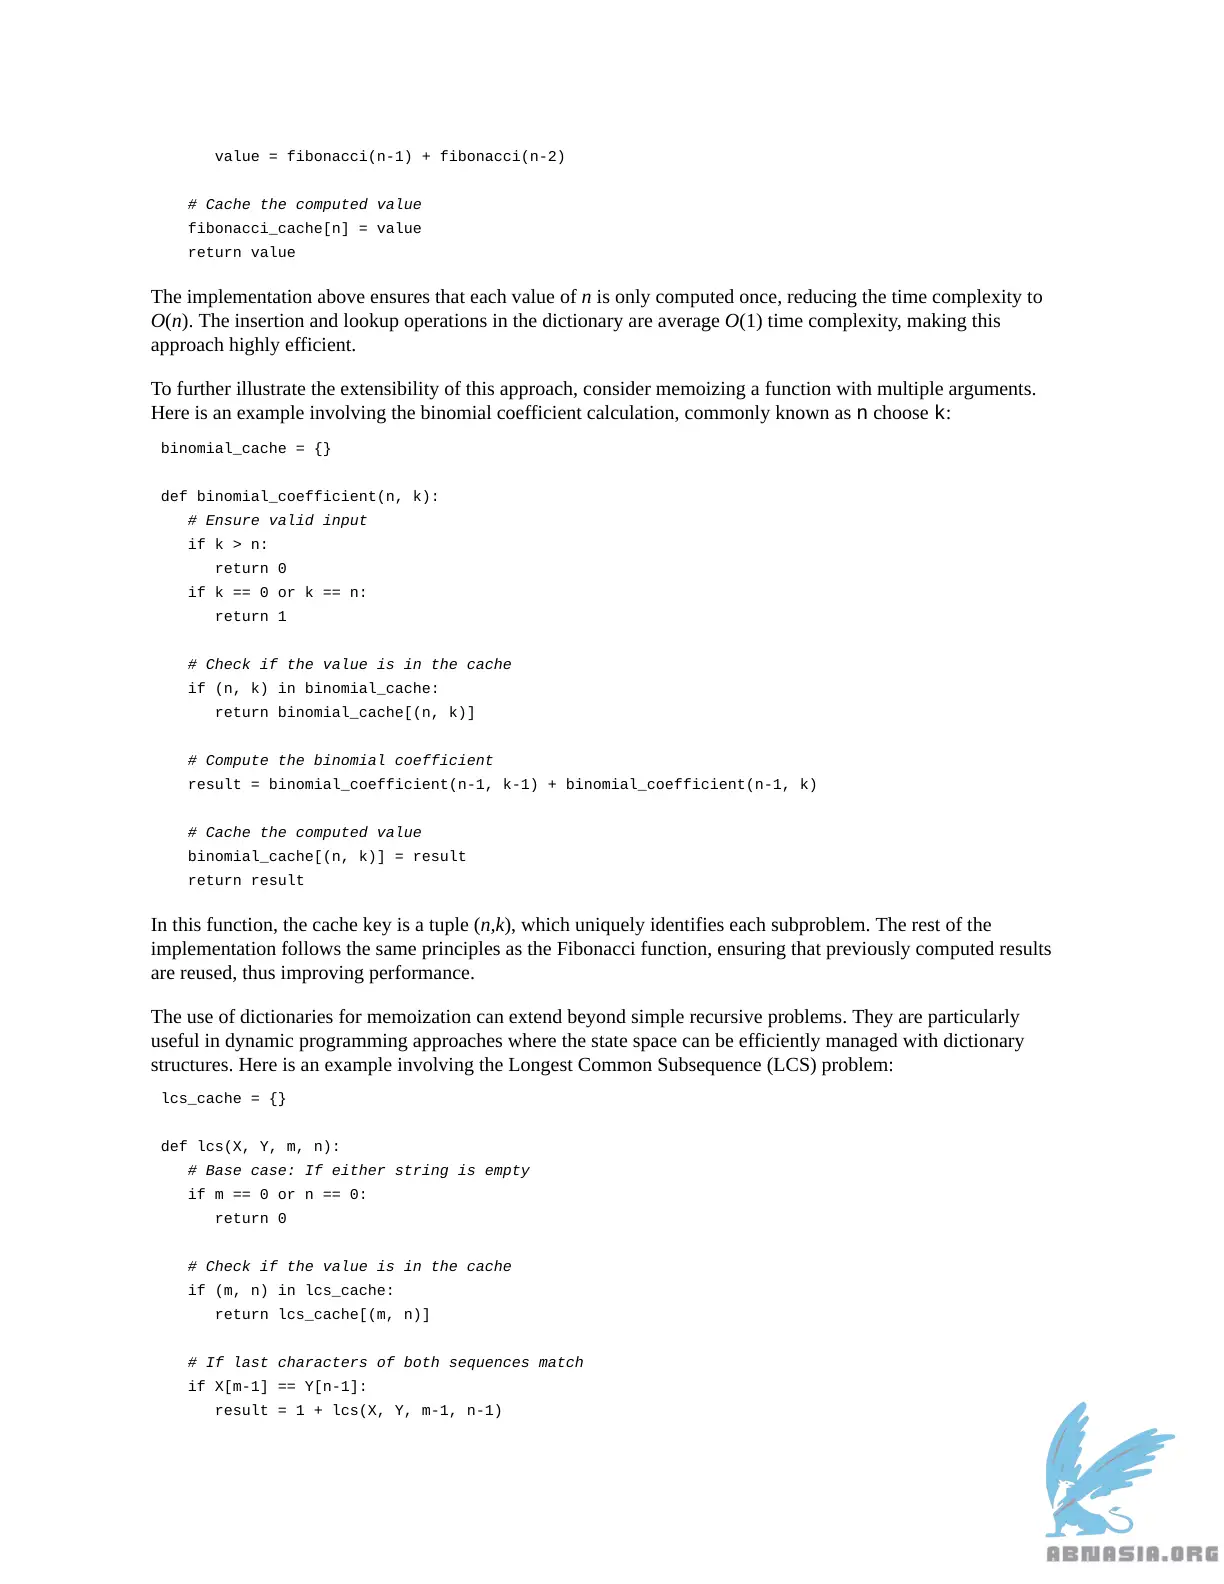 value = fibonacci(n-1) + fibonacci(n-2)
# Cache the computed value
fibonacci_cache[n] = value
return value
The implementation above ensures that each value of n is only computed once, reducing the time complexity to
O(n). The insertion and lookup operations in the dictionary are average O(1) time complexity, making this
approach highly efficient.
To further illustrate the extensibility of this approach, consider memoizing a function with multiple arguments.
Here is an example involving the binomial coefficient calculation, commonly known as n choose k:
binomial_cache = {}
def binomial_coefficient(n, k):
# Ensure valid input
if k > n:
return 0
if k == 0 or k == n:
return 1
# Check if the value is in the cache
if (n, k) in binomial_cache:
return binomial_cache[(n, k)]
# Compute the binomial coefficient
result = binomial_coefficient(n-1, k-1) + binomial_coefficient(n-1, k)
# Cache the computed value
binomial_cache[(n, k)] = result
return result
In this function, the cache key is a tuple (n,k), which uniquely identifies each subproblem. The rest of the
implementation follows the same principles as the Fibonacci function, ensuring that previously computed results
are reused, thus improving performance.
The use of dictionaries for memoization can extend beyond simple recursive problems. They are particularly
useful in dynamic programming approaches where the state space can be efficiently managed with dictionary
structures. Here is an example involving the Longest Common Subsequence (LCS) problem:
lcs_cache = {}
def lcs(X, Y, m, n):
# Base case: If either string is empty
if m == 0 or n == 0:
return 0
# Check if the value is in the cache
if (m, n) in lcs_cache:
return lcs_cache[(m, n)]
# If last characters of both sequences match
if X[m-1] == Y[n-1]:
result = 1 + lcs(X, Y, m-1, n-1)
ABNASIA.ORG